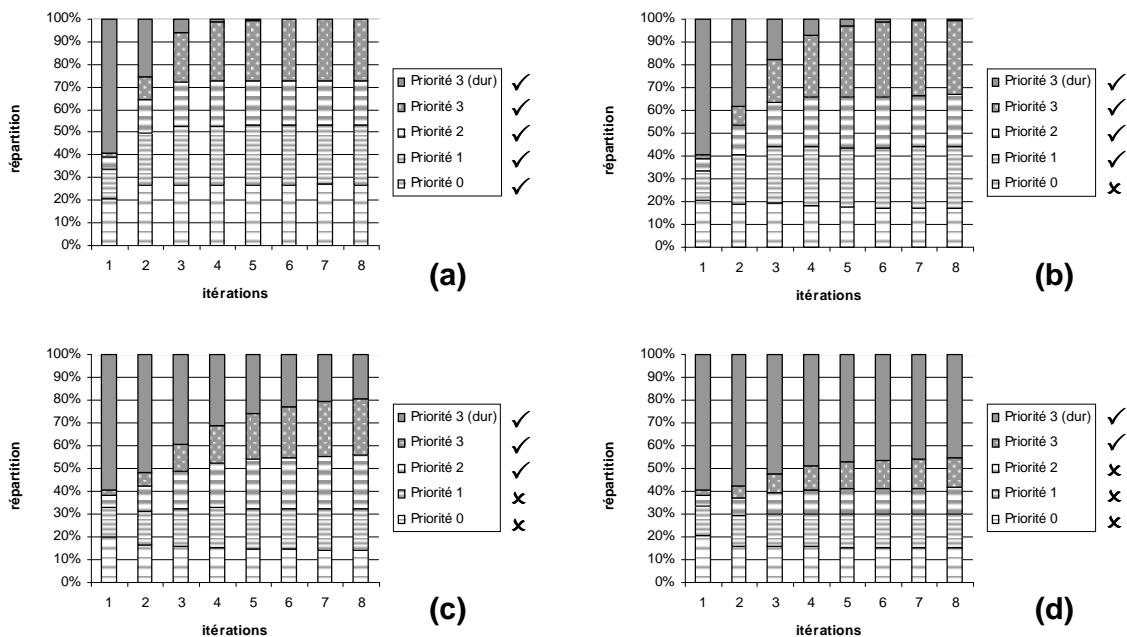 100%
90%
80%
70%
60%
50%
40%
30%
20%
10%
0%
répartition
1 2 3 4 5 6 7 8
itérations
Priorité 3 (dur) ✓
Priorité 3 ✓
Priorité 2 ✓
Priorité 1 ✓
Priorité 0 ✓
(a)
100%
90%
80%
70%
60%
50%
40%
30%
20%
10%
0%
répartition
1 2 3 4 5 6 7 8
itérations
Priorité 3 (dur) ✓
Priorité 3 ✓
Priorité 2 ✓
Priorité 1 ✓
Priorité 0 ✗
(b)
100%
90%
80%
70%
60%
50%
40%
30%
20%
10%
0%
répartition
1 2 3 4 5 6 7 8
itérations
Priorité 3 (dur) ✓
Priorité 3 ✓
Priorité 2 ✓
Priorité 1 ✗
Priorité 0 ✗
(c)
100%
90%
80%
70%
60%
50%
40%
30%
20%
10%
0%
répartition
1 2 3 4 5 6 7 8
itérations
Priorité 3 (dur) ✓
Priorité 3 ✓
Priorité 2 ✗
Priorité 1 ✗
Priorité 0 ✗
(d)